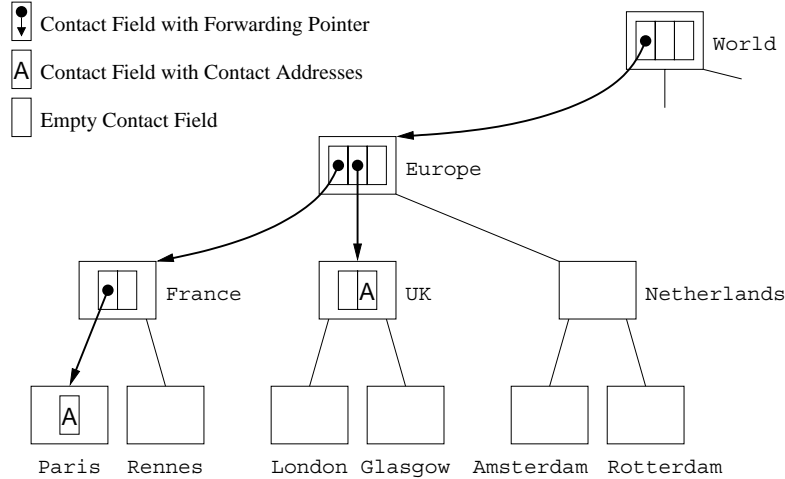 Contact Field with Forwarding Pointer
World
A Contact Field with Contact Addresses
Empty Contact Field
Europe
France
A UK
Netherlands
A
Paris Rennes London Glasgow Amsterdam Rotterdam